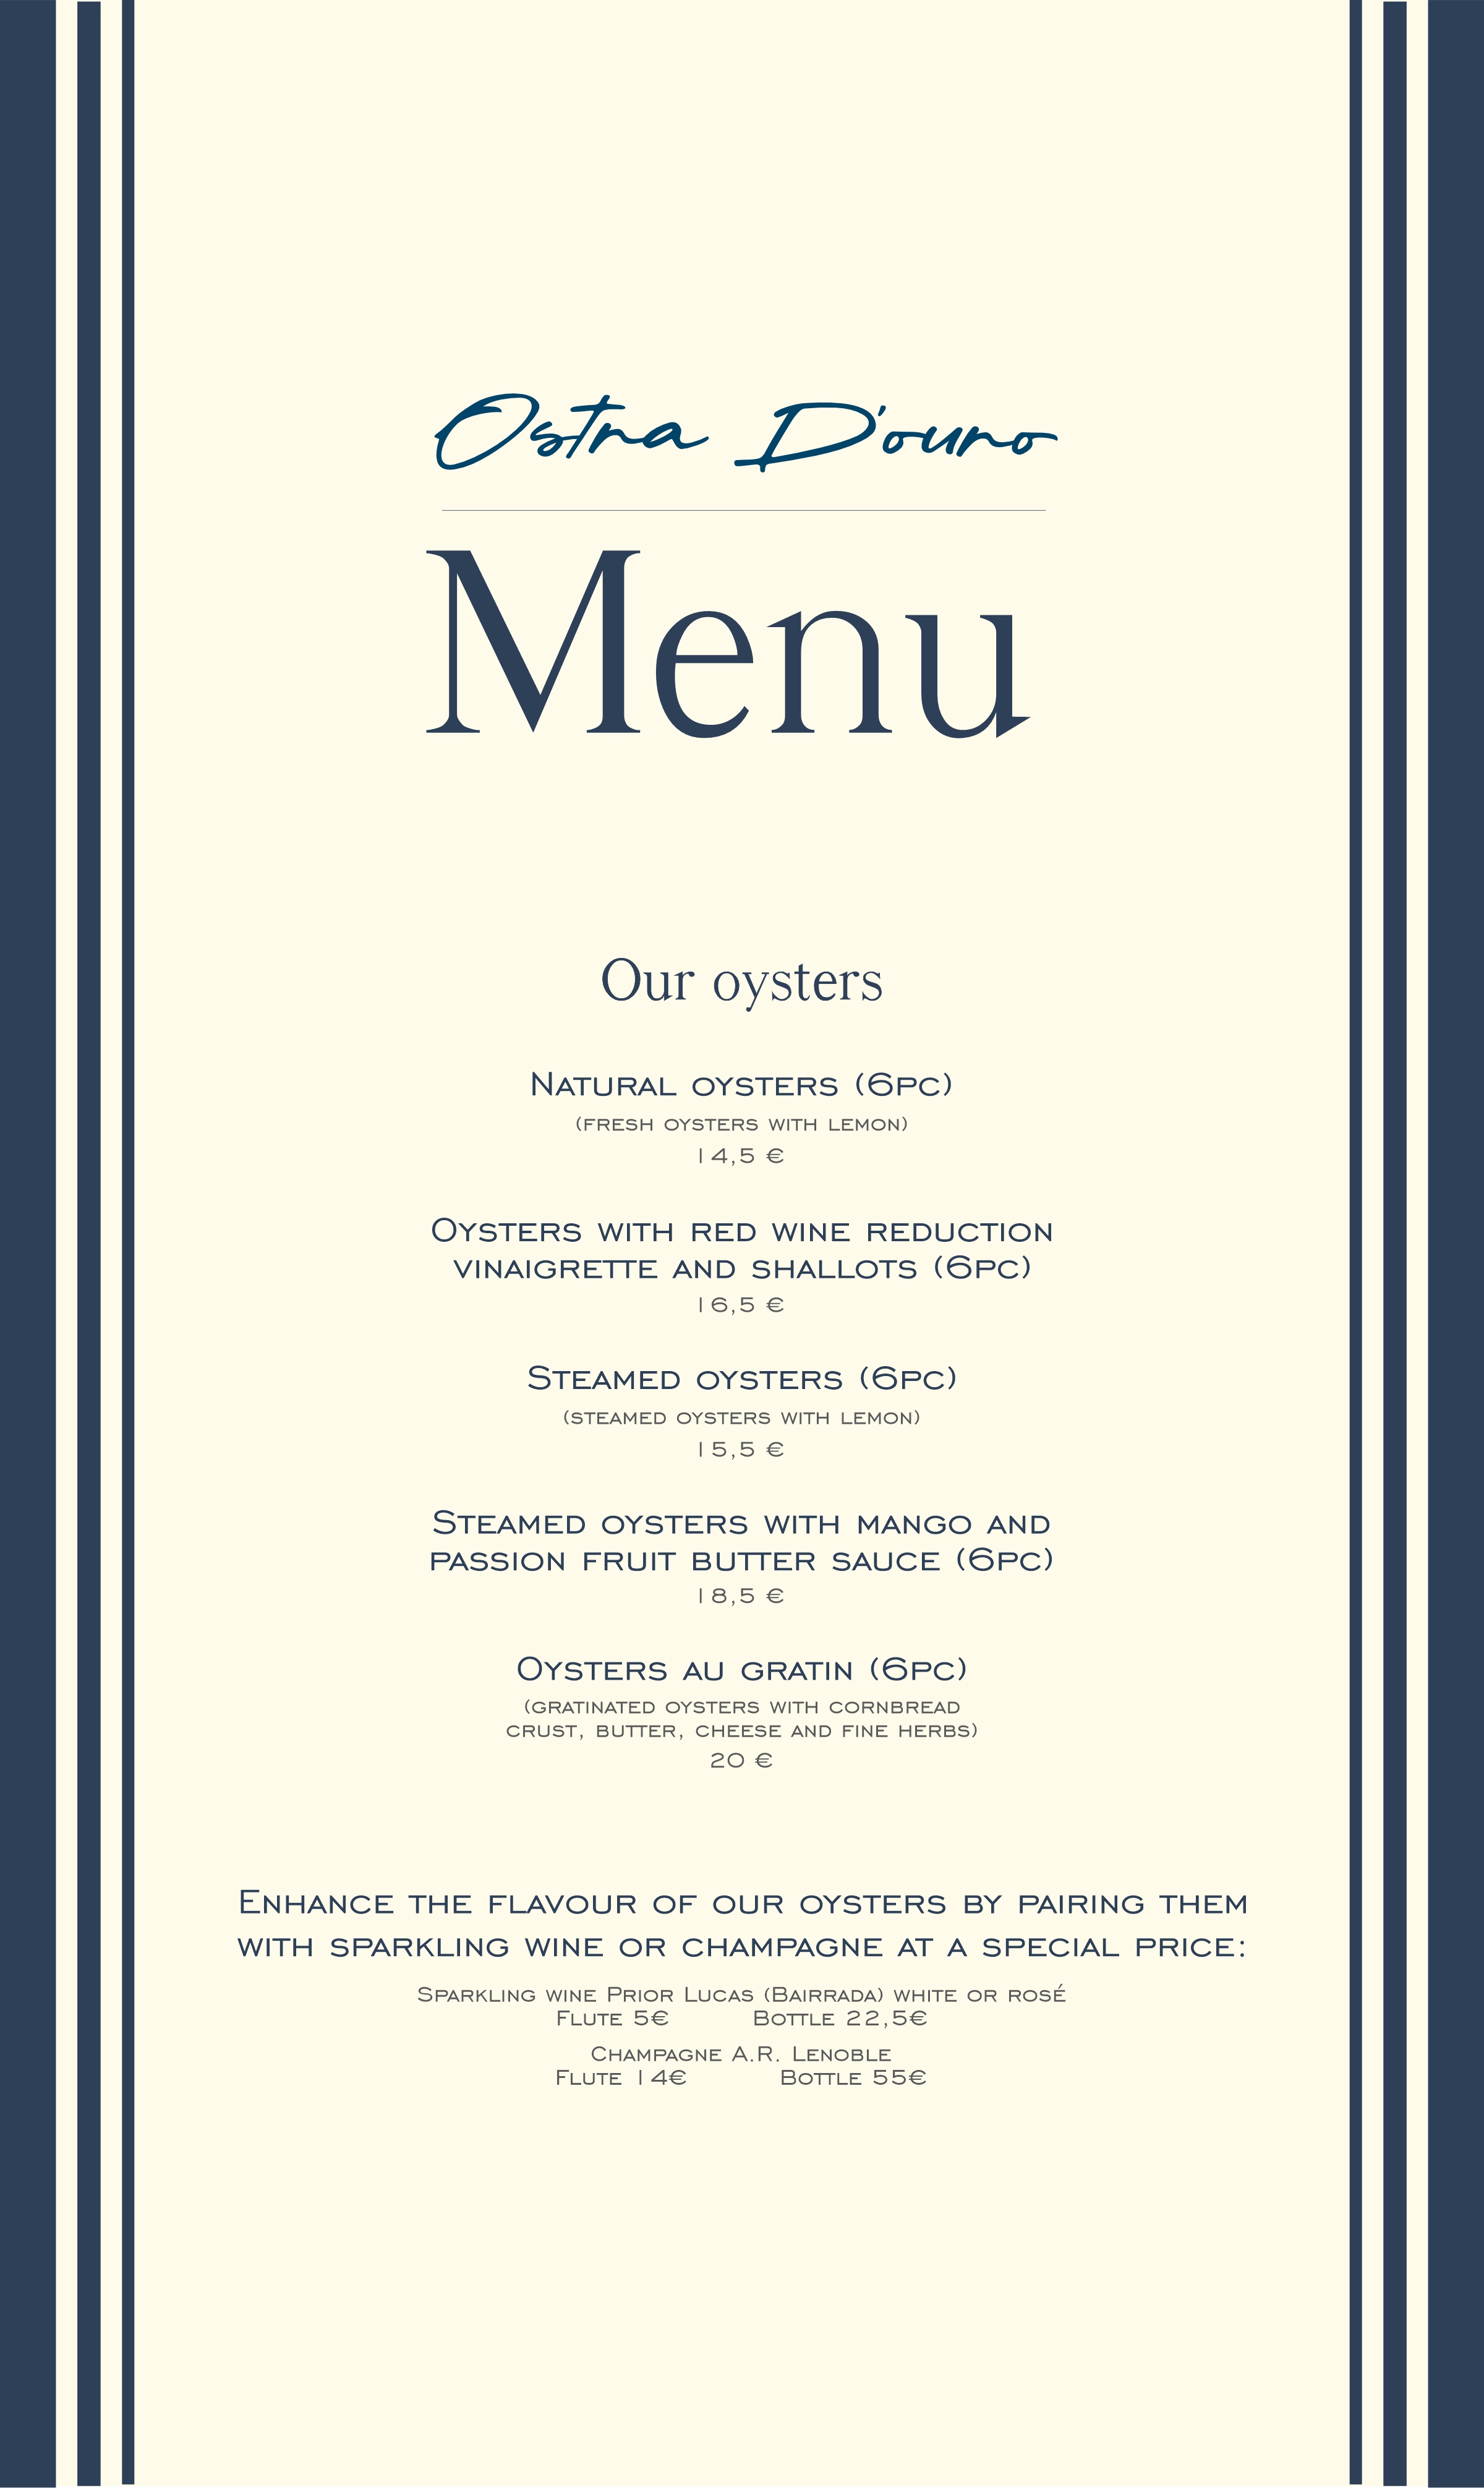 Ostra D'ouro
Menu
Our oysters
Natural oysters (6pc)
(fresh oysters with lemon)
14,5 €
Oysters with red wine reduction
vinaigrette and shallots (6pc)
16,5 €
Steamed oysters (6pc)
(steamed oysters with lemon)
15,5 €
Steamed oysters with mango and
passion fruit butter sauce (6pc)
18,5 €
Oysters au gratin (6pc)
(gratinated oysters with cornbread
crust, butter, cheese and fine herbs)
20 €
Enhance the flavour of our oysters by pairing them
with sparkling wine or champagne at a special price:
Sparkling wine Prior Lucas (Bairrada) white or rosé
Flute 5€ Bottle 22,5€
Champagne A.R. Lenoble
Flute 14€ Bottle 55€